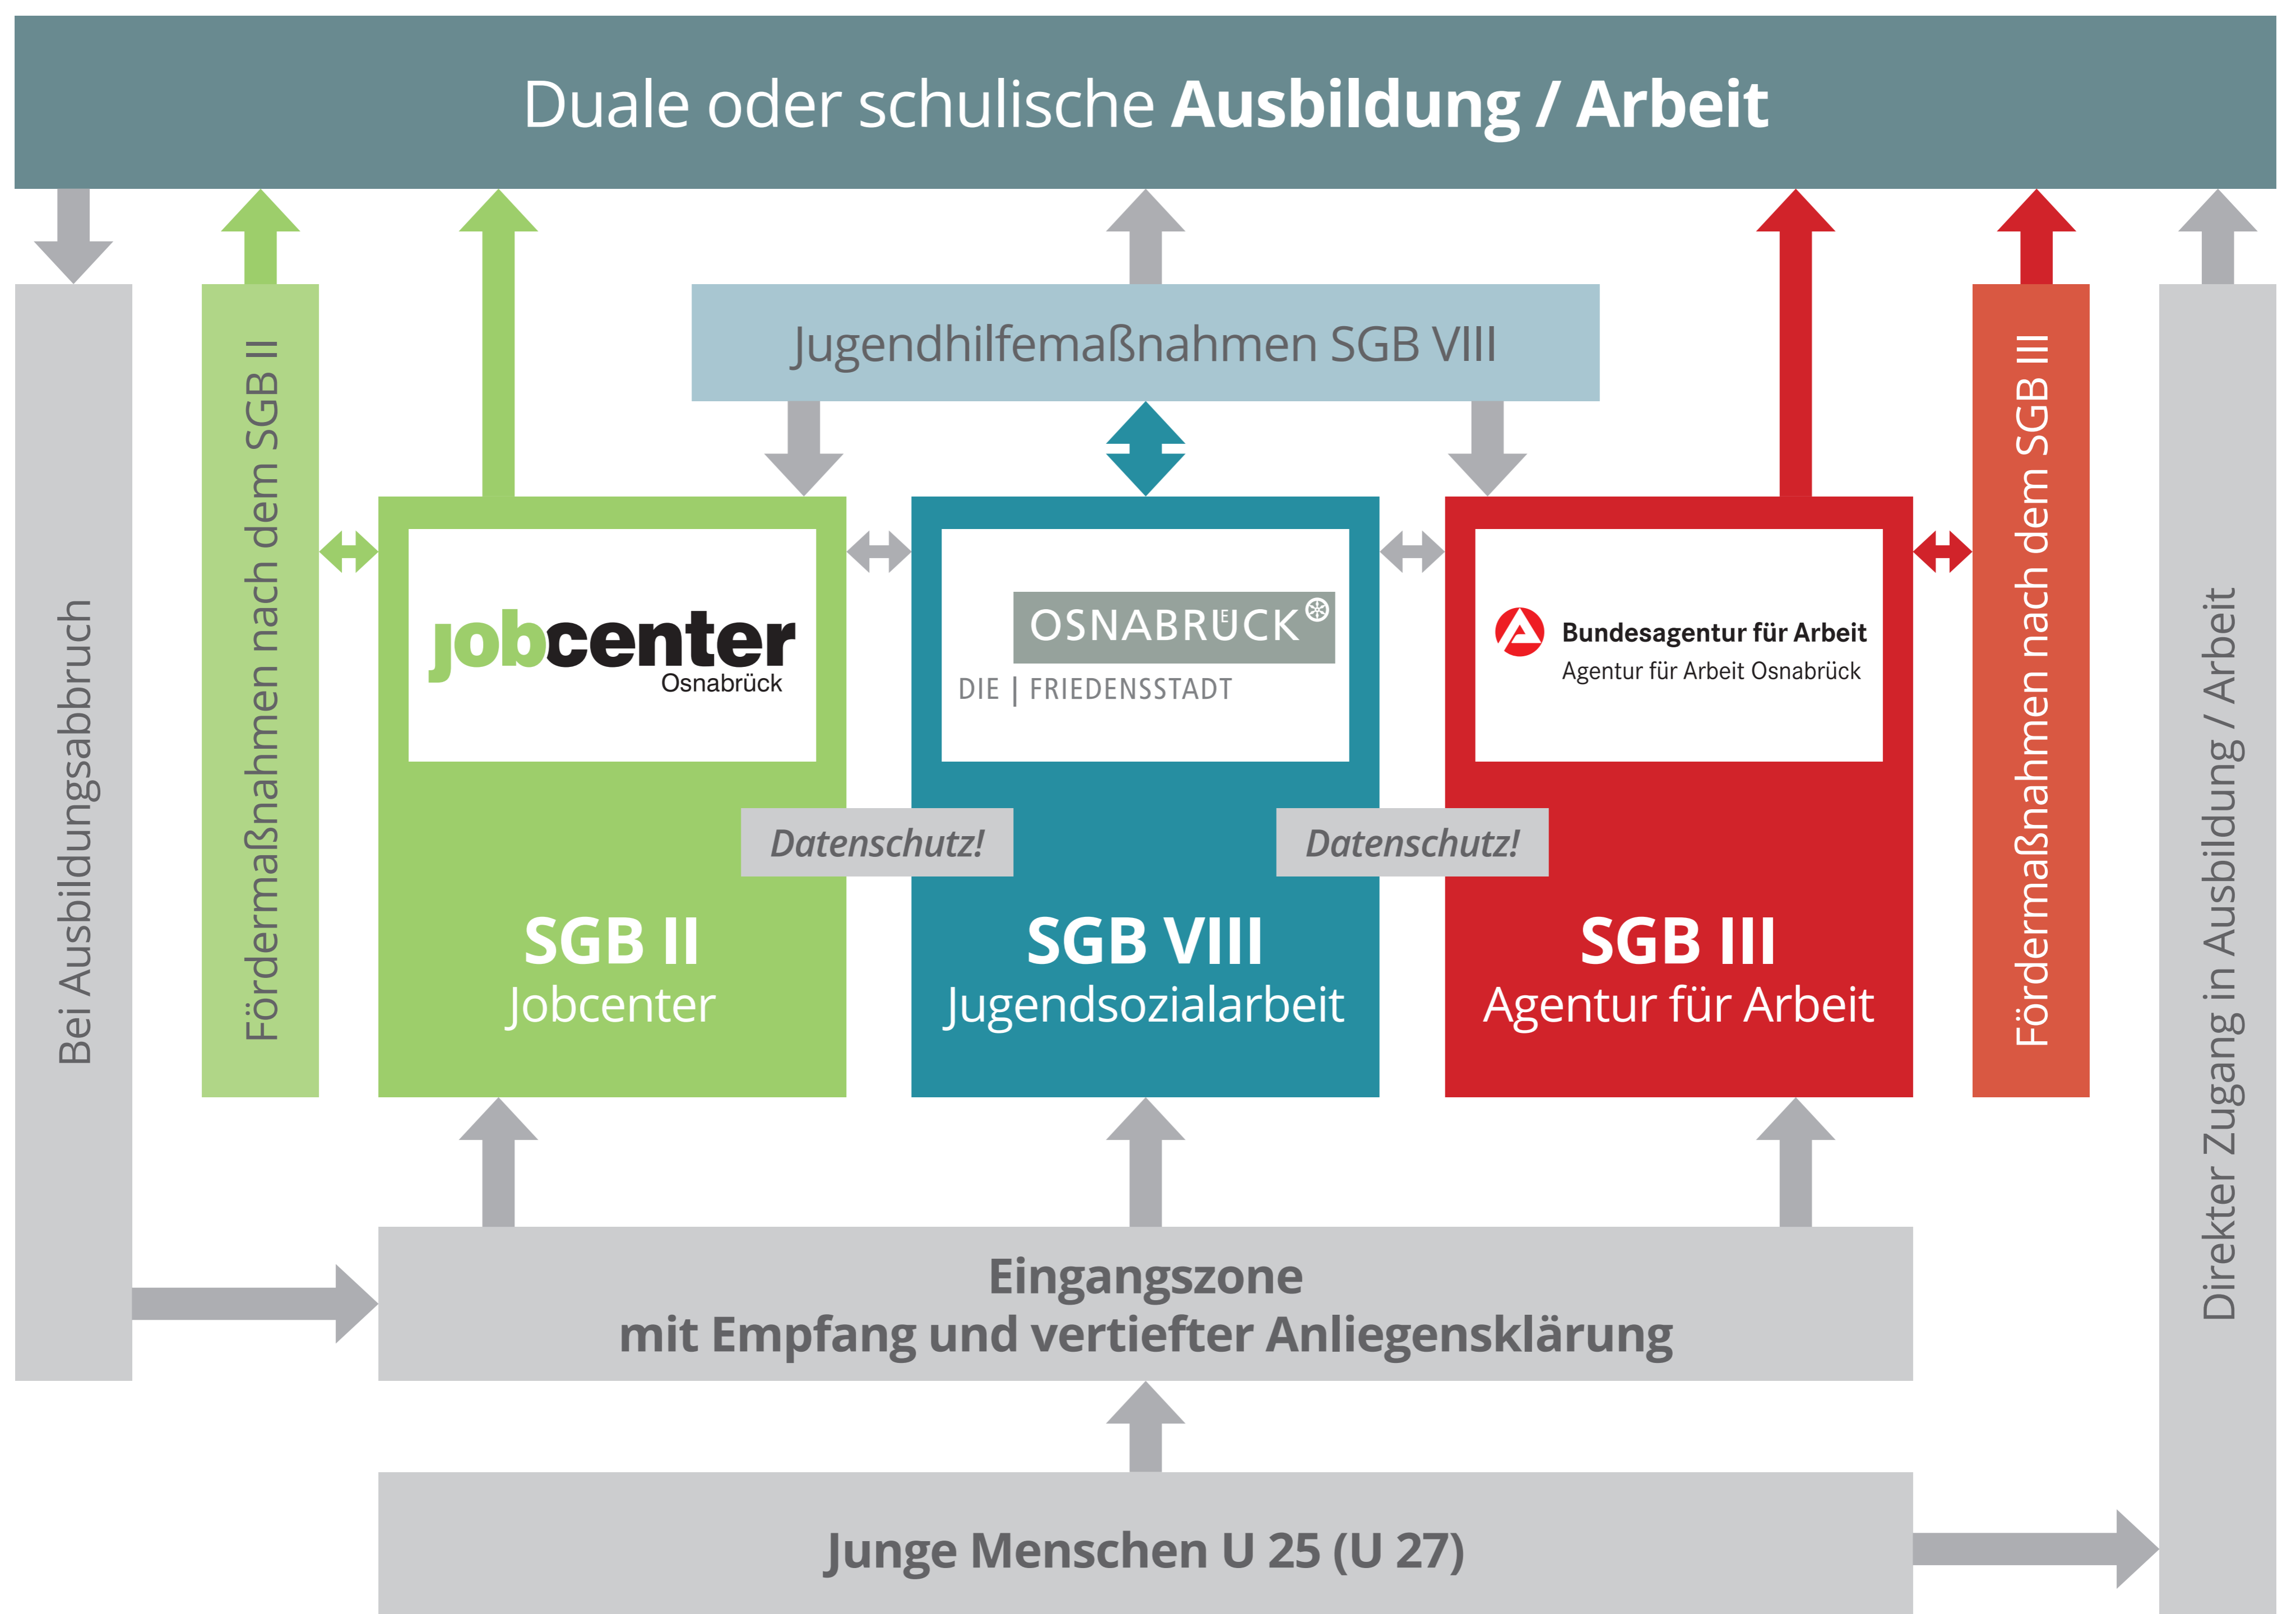 Duale oder schulische Ausbildung / Arbeit
Jugendhilfemaßnahmen SGB VIII
Bei Ausbildungsabbruch
Fördermaßnahmen nach dem SGB II
jobcenter
Osnabrück
OSNABRUECK
DIE | FRIEDENSSTADT
Bundesagentur für Arbeit
Agentur für Arbeit Osnabrück
Fördermaßnahmen nach dem SGB III
Direkter Zugang in Ausbildung / Arbeit
Datenschutz!
Datenschutz!
SGB II
Jobcenter
SGB VIII
Jugendsozialarbeit
SGB III
Agentur für Arbeit
Eingangszone
mit Empfang und vertiefter Anliegensklärung
Junge Menschen U 25 (U 27)